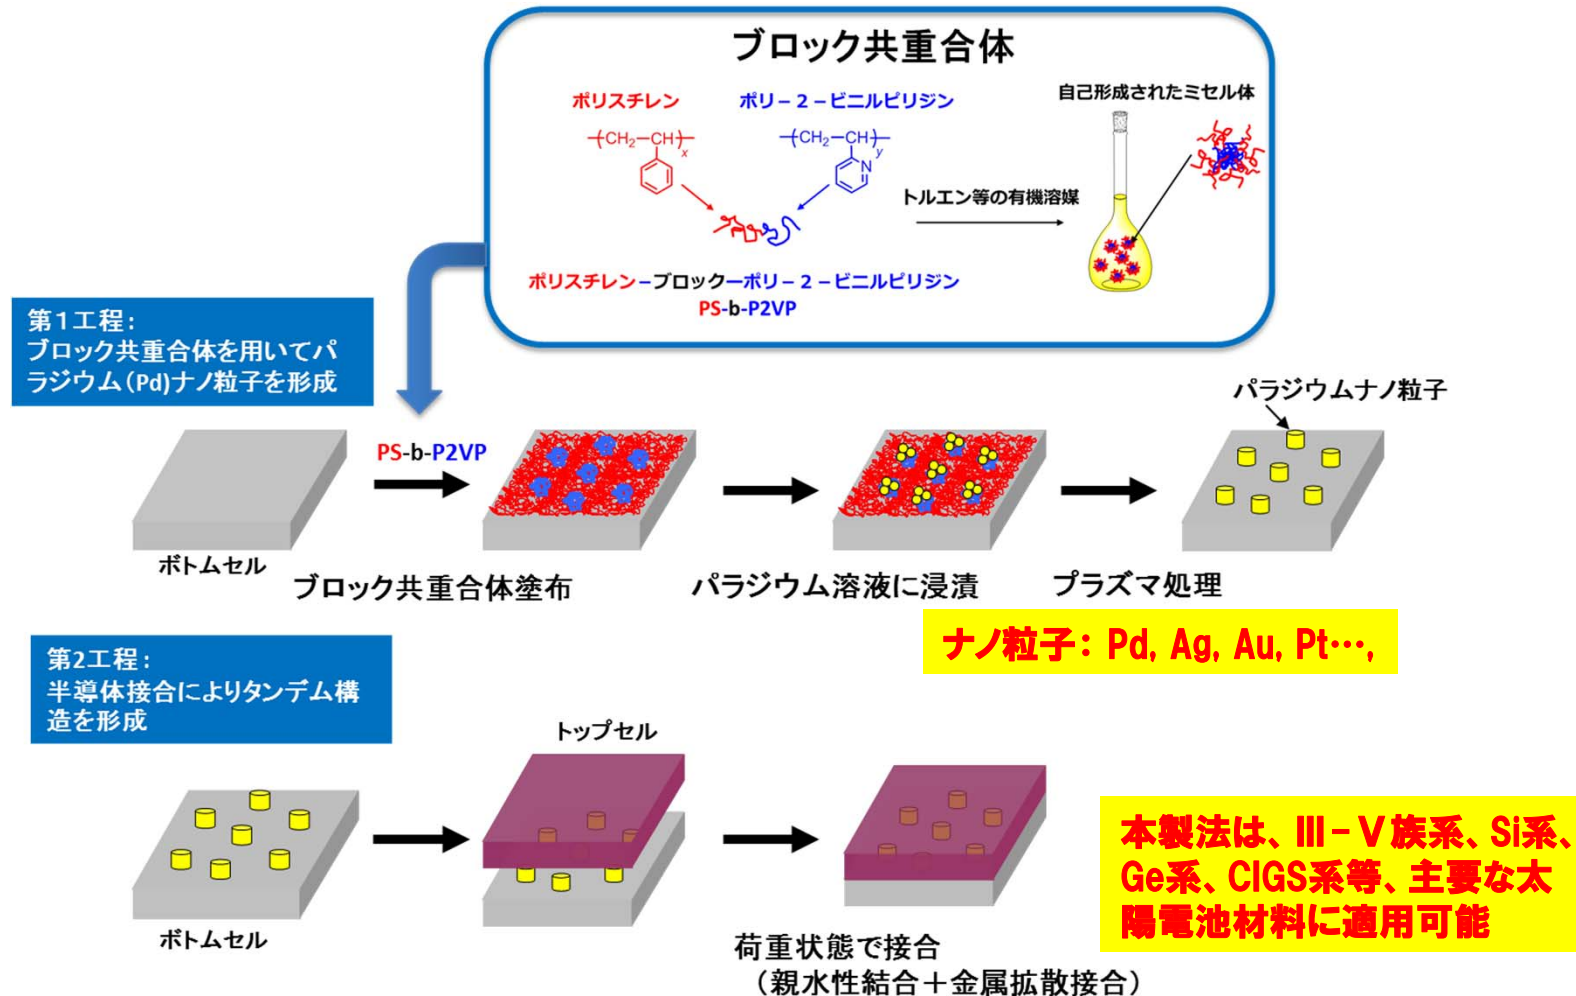 ブロック共重合体
ポリスチレン
ポリ－２－ビニルピリジン
自己形成されたミセル体
(CH₂−CH)x
(CH₂−CH)y
N
トルエン等の有機溶媒
ポリスチレン−ブロックーポリ－２－ビニルピリジン
PS-b-P2VP
第１工程：
ブロック共重合体を用いてパ
ラジウム（Pd)ナノ粒子を形成
パラジウムナノ粒子
PS-b-P2VP
ボトムセル
ブロック共重合体塗布
パラジウム溶液に浸漬
プラズマ処理
ナノ粒子： Pd, Ag, Au, Pt…,
第2工程：
半導体接合によりタンデム構
造を形成
トップセル
ボトムセル
荷重状態で接合
（親水性結合＋金属拡散接合）
本製法は、Ⅲ－Ⅴ族系、Si系、
Ge系、CIGS系等、主要な太
陽電池材料に適用可能